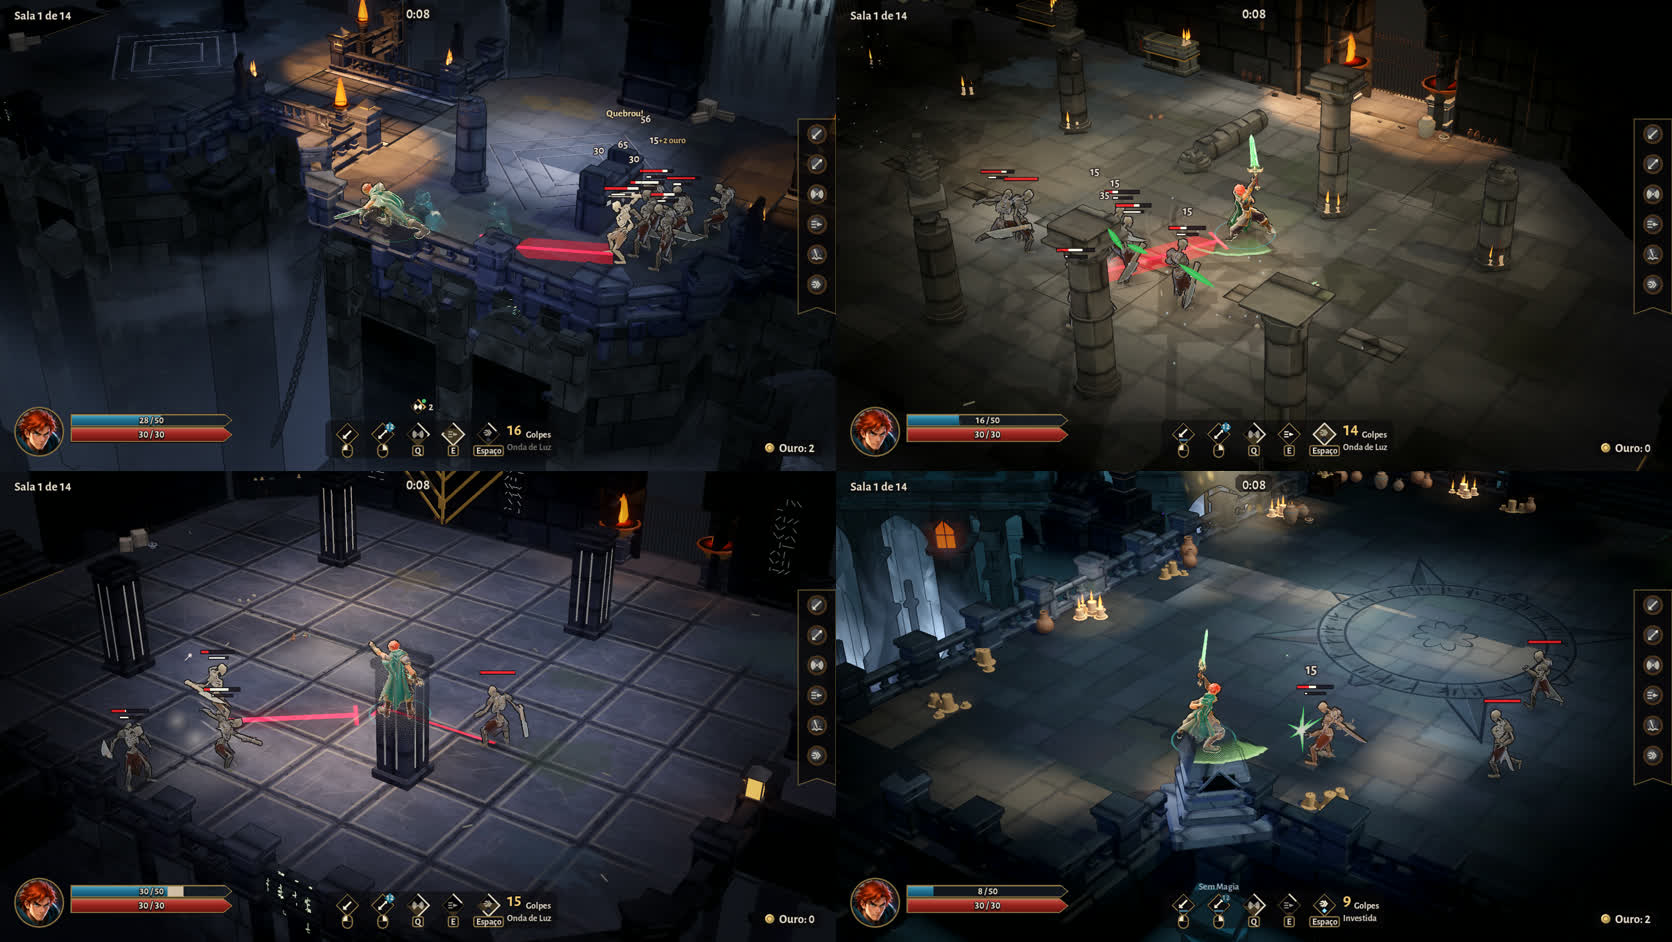 Sala 1 de 14
0:08
Quebrou!
56
15
+2 ouro
30
65
30
2
28/50
30/30
12
Q
E
Espaço
16 Golpes
Onda de Luz
Ouro: 2
Sala 1 de 14
0:08
15
15
35
15
16/50
30/30
12
Q
E
Espaço
14 Golpes
Onda de Luz
Ouro: 0
Sala 1 de 14
0:08
30/50
30/30
12
Q
E
Espaço
15 Golpes
Onda de Luz
Ouro: 0
Sala 1 de 14
0:08
15
Sem Magia
8/50
30/30
12
Q
E
Espaço
9 Golpes
Investida
Ouro: 2